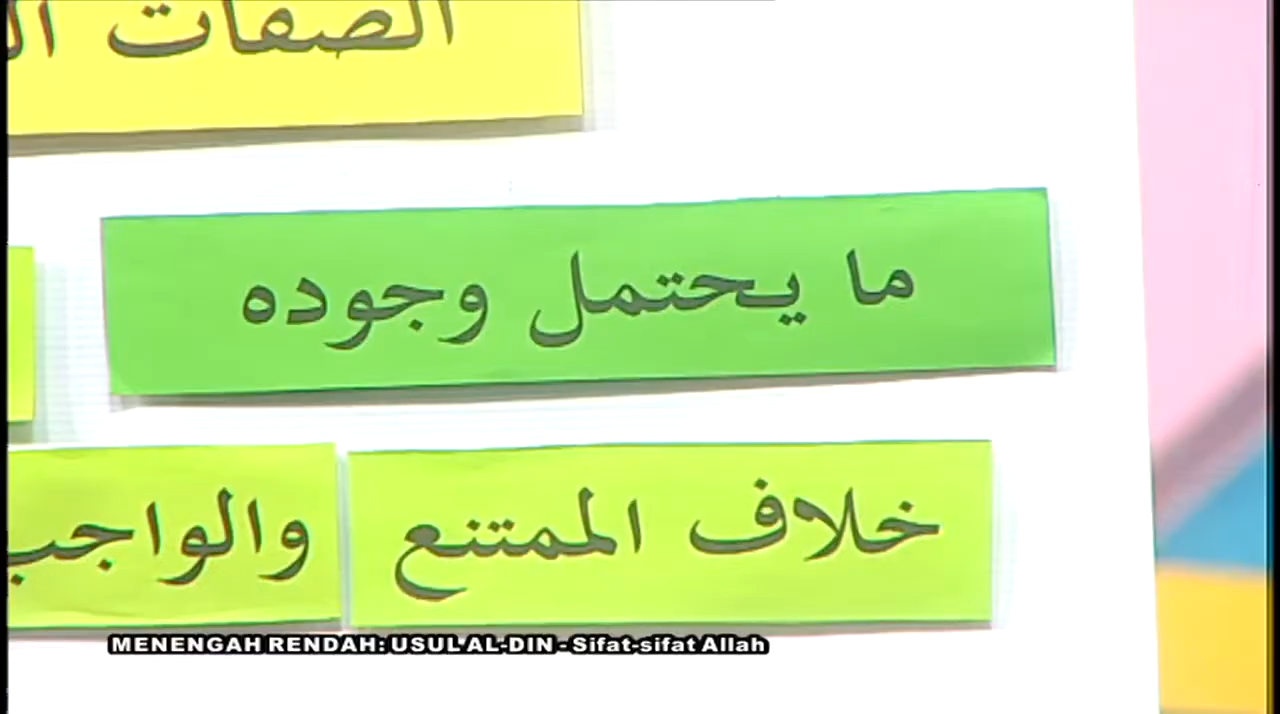 الصفات
ما يحتمل وجوده
خلاف الممتنع والواجب
MENENGAH RENDAH: USUL AL-DIN - Sifat-sifat Allah